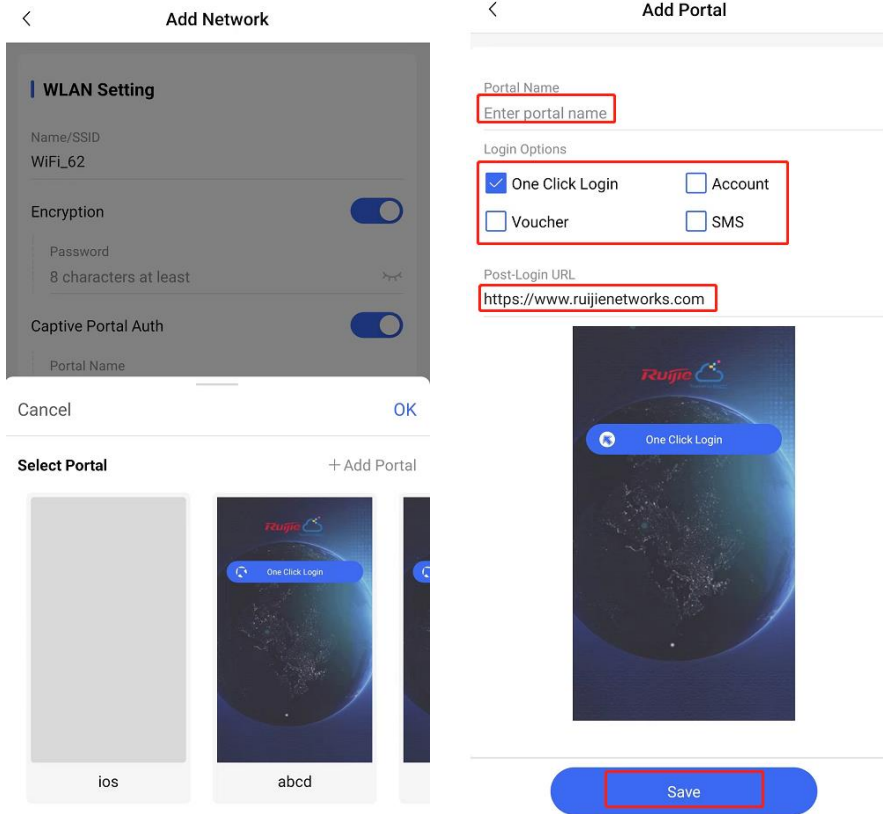 Add Network
WLAN Setting
Name/SSID
WiFi_62
Encryption
Password
8 characters at least
Captive Portal Auth
Portal Name
Cancel
OK
Select Portal
+ Add Portal
Ruijie
One Click Login
ios
abcd
Add Portal
Portal Name
Enter portal name
Login Options
One Click Login
Account
Voucher
SMS
Post-Login URL
https://www.ruijienetworks.com
Ruijie
One Click Login
Save